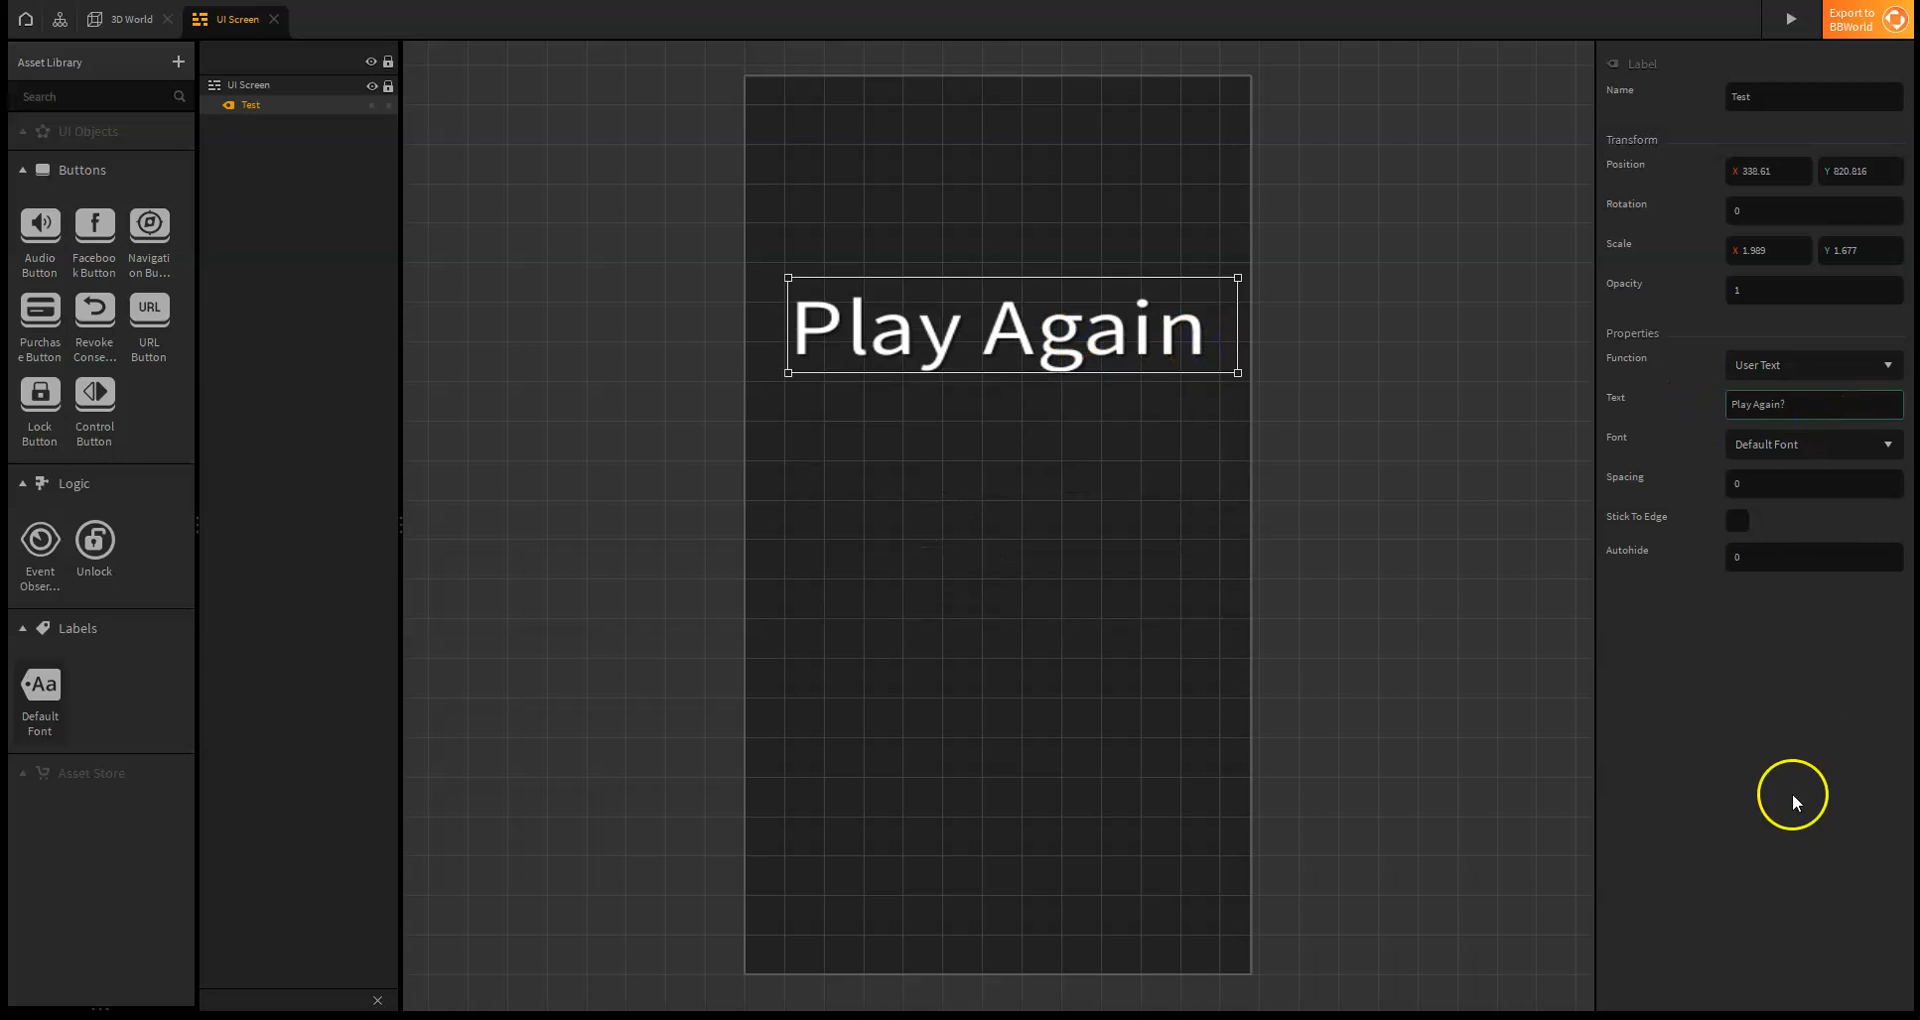 3D World
UI Screen
Export to
BBWorld
Asset Library
Search
UI Objects
Buttons
Audio
Button
Faceboo
k Button
Navigati
on Bu...
Purchas
e Button
Revoke
Conse...
URL
URL
Button
Lock
Button
Control
Button
Logic
Event
Obser...
Unlock
Labels
Aa
Default
Font
Asset Store
UI Screen
Test
Play Again
Label
Name
Test
Transform
Position
X 338.61
Y 820.816
Rotation
0
Scale
X 1.989
Y 1.677
Opacity
1
Properties
Function
User Text
Text
Play Again?
Font
Default Font
Spacing
0
Stick To Edge
Autohide
0